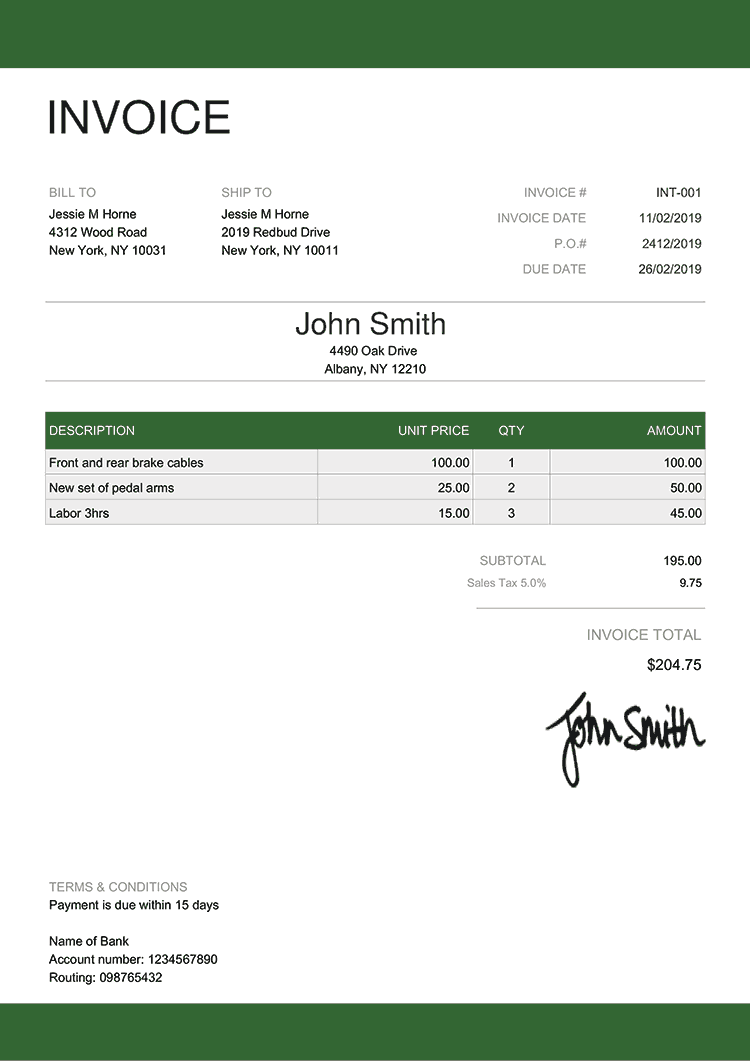 INVOICE
BILL TO
Jessie M Horne
4312 Wood Road
New York, NY 10031
SHIP TO
Jessie M Horne
2019 Redbud Drive
New York, NY 10011
INVOICE # INT-001
INVOICE DATE 11/02/2019
P.O.# 2412/2019
DUE DATE 26/02/2019
John Smith
4490 Oak Drive
Albany, NY 12210
DESCRIPTION UNIT PRICE QTY AMOUNT
Front and rear brake cables 100.00 1 100.00
New set of pedal arms 25.00 2 50.00
Labor 3hrs 15.00 3 45.00
SUBTOTAL 195.00
Sales Tax 5.0% 9.75
INVOICE TOTAL
$204.75
John Smith
TERMS & CONDITIONS
Payment is due within 15 days
Name of Bank
Account number: 1234567890
Routing: 098765432